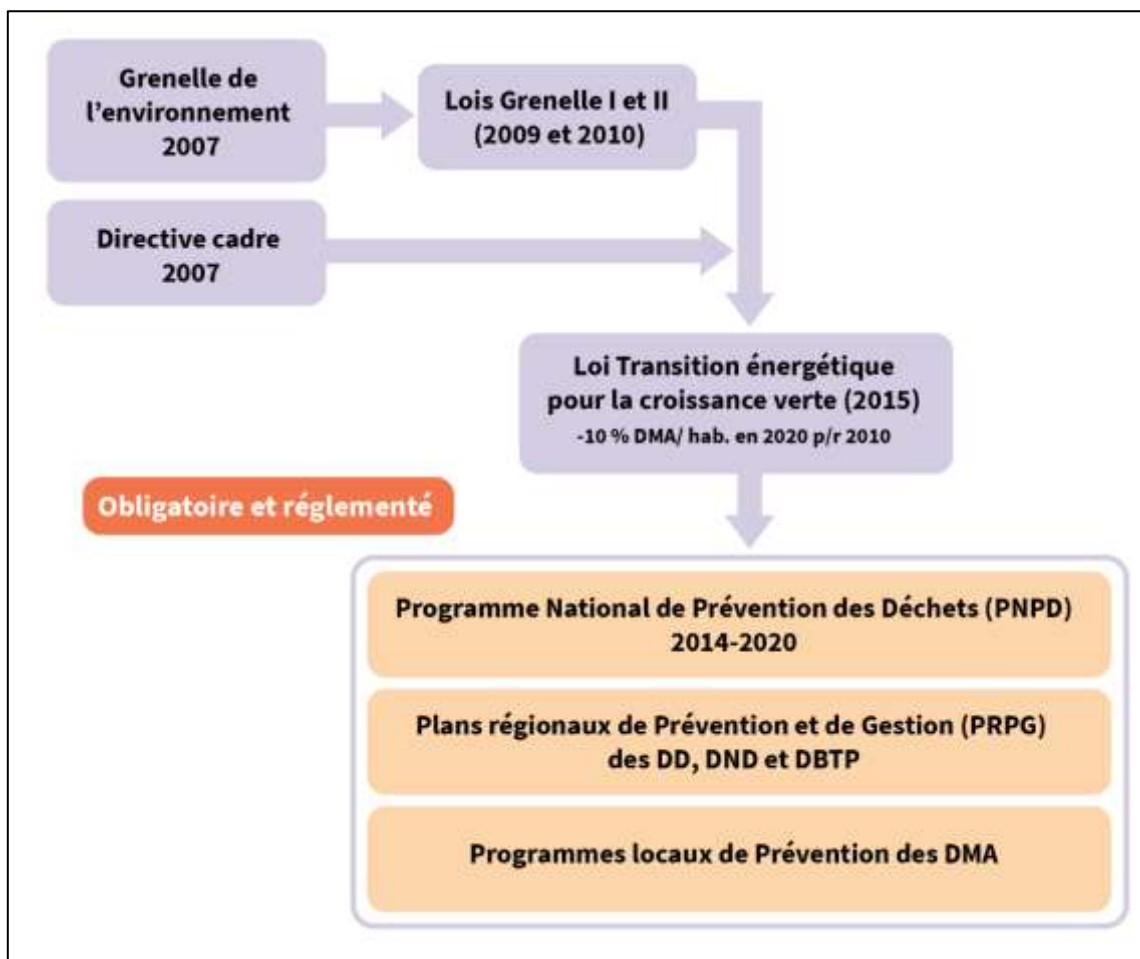 Grenelle de
l'environnement
2007
Lois Grenelle I et II
(2009 et 2010)
Directive cadre
2007
Loi Transition énergétique
pour la croissance verte (2015)
-10 % DMA/ hab. en 2020 p/r 2010
Obligatoire et réglementé
Programme National de Prévention des Déchets (PNPD)
2014-2020
Plans régionaux de Prévention et de Gestion (PRPG)
des DD, DND et DBTP
Programmes locaux de Prévention des DMA